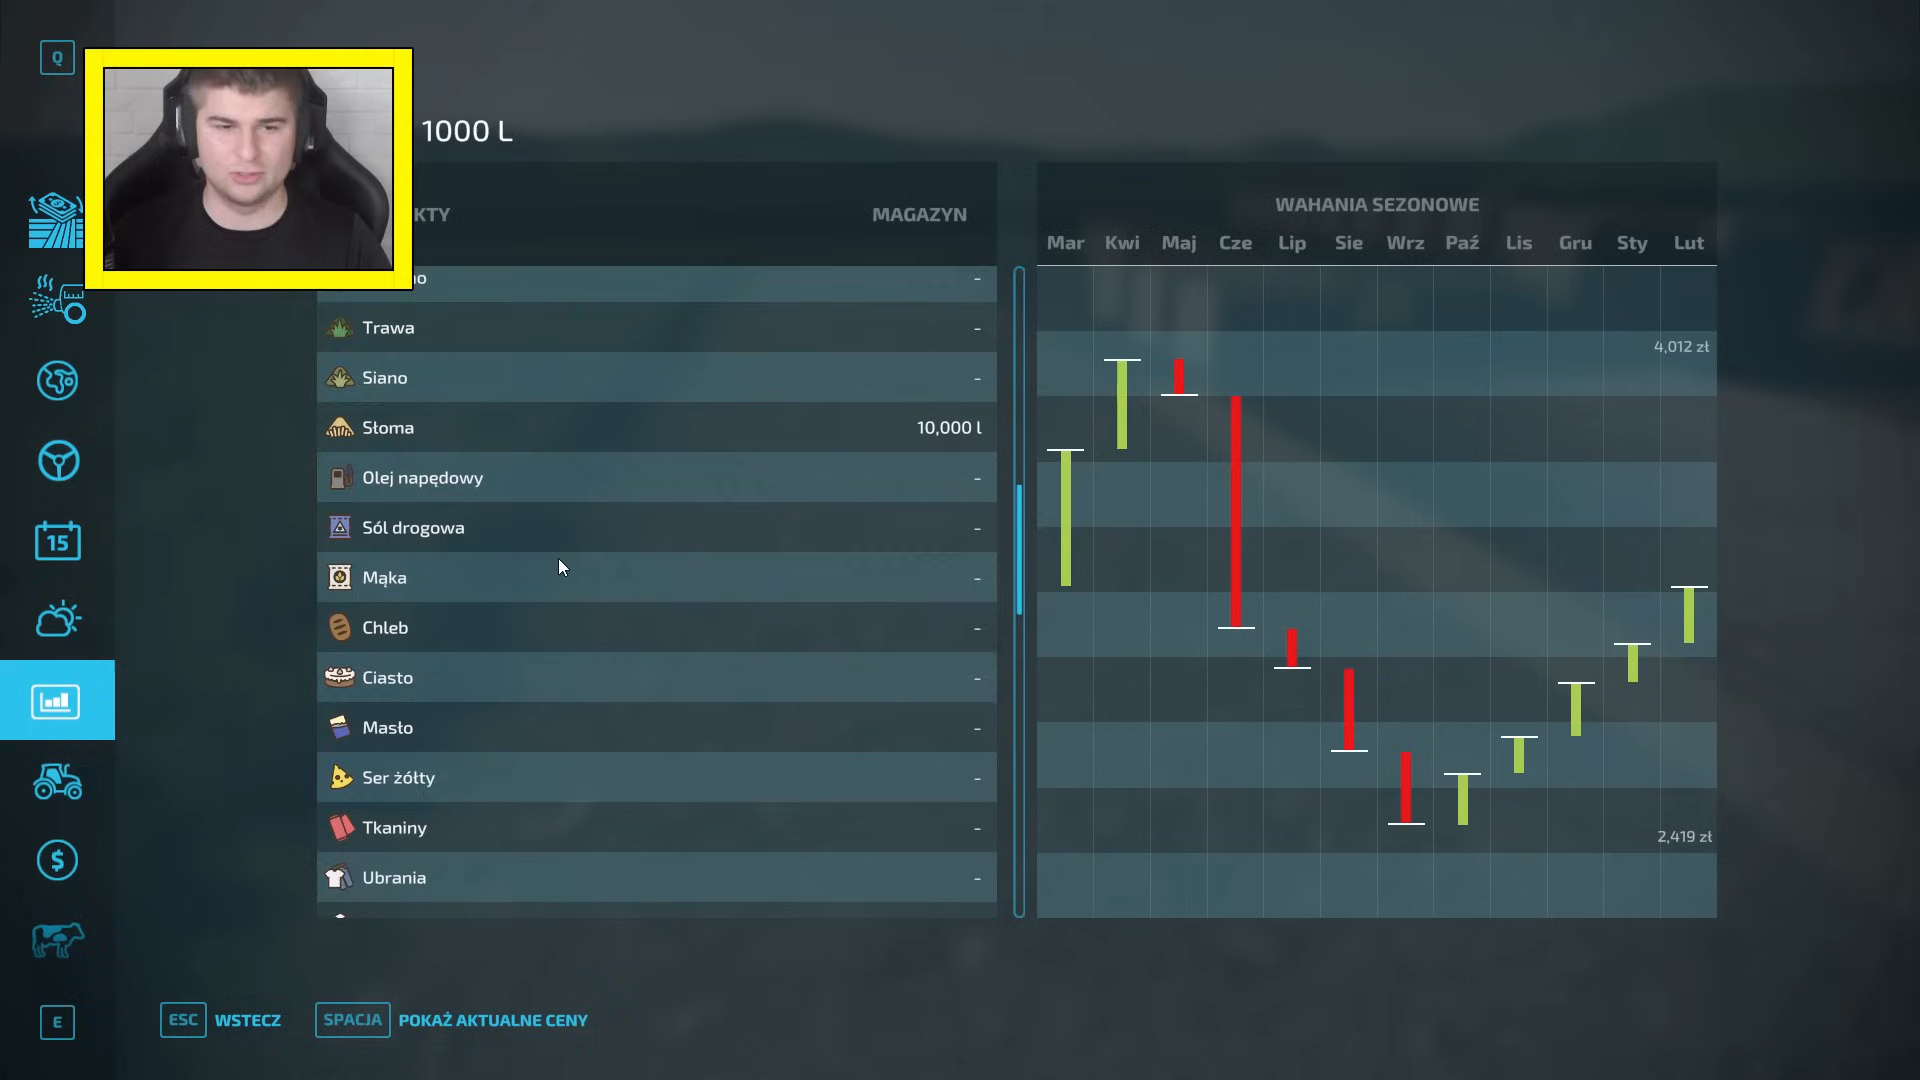 Q
1000 L
KTY MAGAZYN
WAHANIA SEZONOWE
Mar Kwi Maj Cze Lip Sie Wrz Paź Lis Gru Sty Lut
o -
Trawa -
Siano -
Słoma 10,000 l
Olej napędowy -
Sól drogowa -
Mąka -
Chleb -
Ciasto -
Masło -
Ser żółty -
Tkaniny -
Ubrania -
4,012 zł
2,419 zł
15
E
ESC WSTECZ SPACJA POKAŻ AKTUALNE CENY